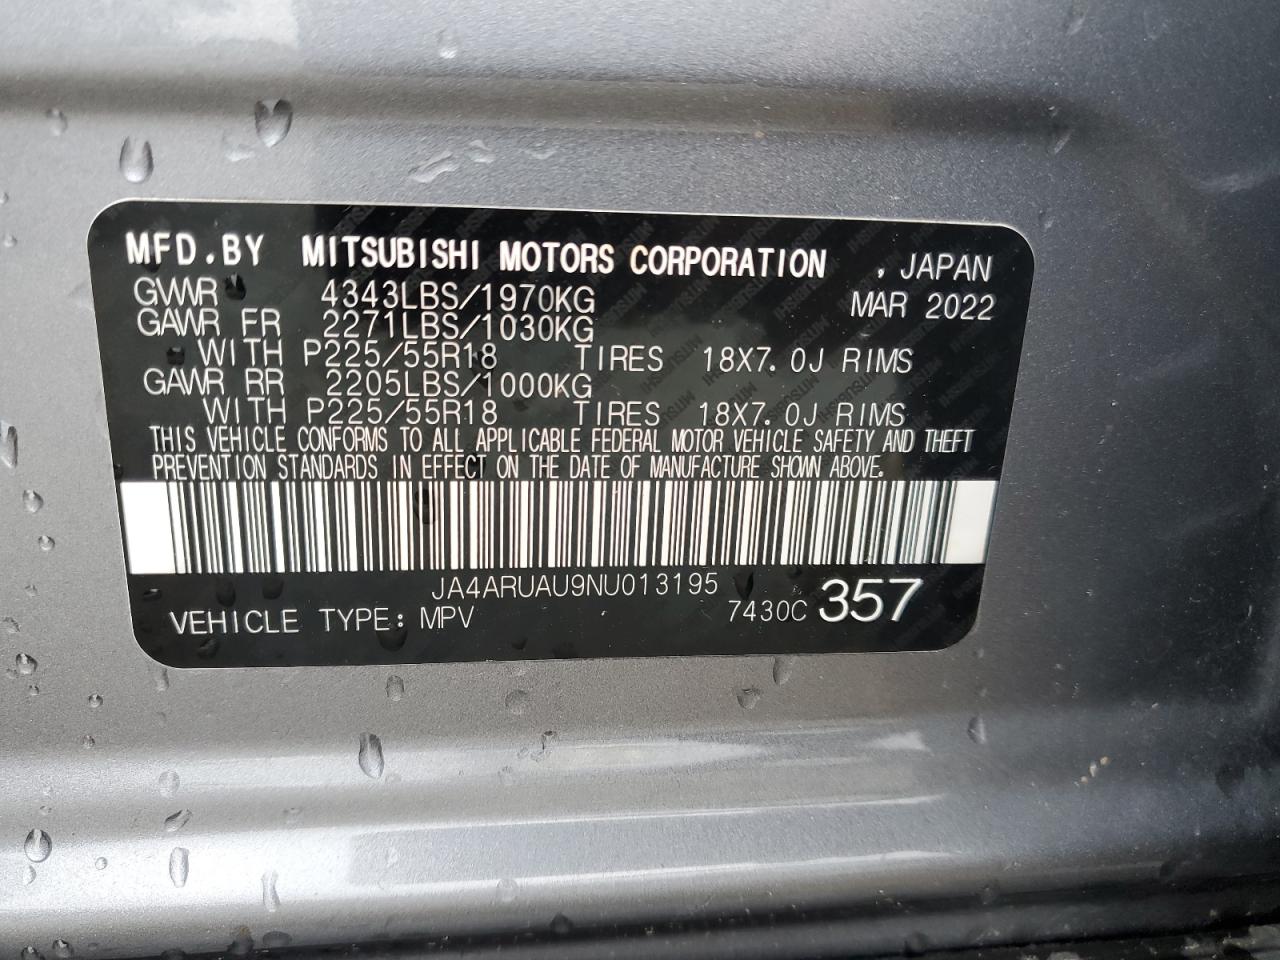 MFD.BY MITSUBISHI MOTORS CORPORATION , JAPAN
GVWR 4343LBS/1970KG MAR 2022
GAWR FR 2271LBS/1030KG
WITH P225/55R18 TIRES 18X7.0J RIMS
GAWR RR 2205LBS/1000KG
WITH P225/55R18 TIRES 18X7.0J RIMS
THIS VEHICLE CONFORMS TO ALL APPLICABLE FEDERAL MOTOR VEHICLE SAFETY AND THEFT
PREVENTION STANDARDS IN EFFECT ON THE DATE OF MANUFACTURE SHOWN ABOVE.
JA4ARUAU9NU013195
VEHICLE TYPE: MPV 7430C 357